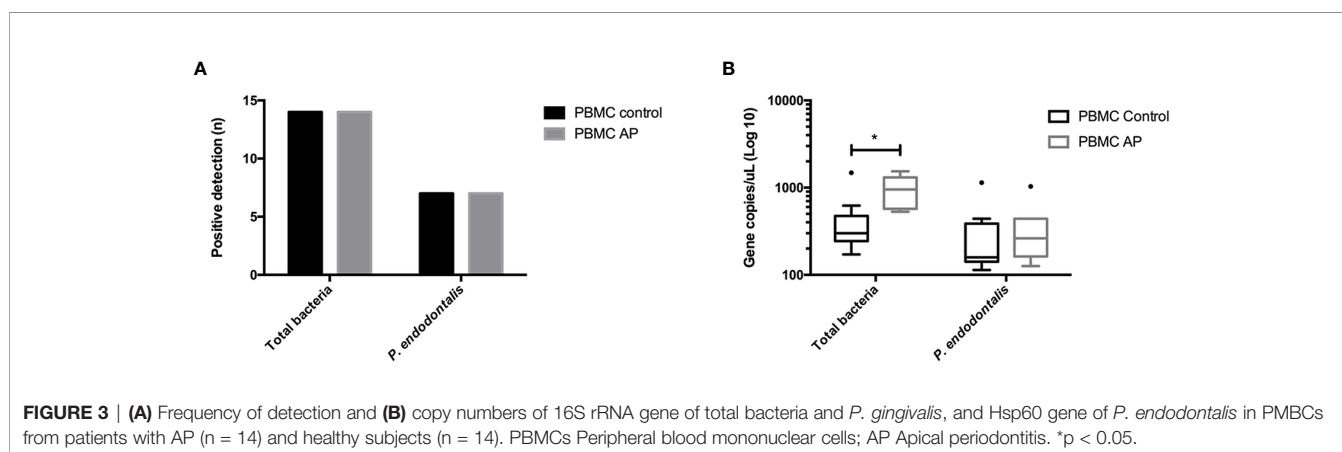 A
Positive detection (n)
15
10
5
0
Total bacteria
P. endodontalis
PBMC control
PBMC AP
B
Gene copies/uL (Log 10)
10000
1000
100
*
Total bacteria
P. endodontalis
PBMC Control
PBMC AP
FIGURE 3 | (A) Frequency of detection and (B) copy numbers of 16S rRNA gene of total bacteria and P. gingivalis, and Hsp60 gene of P. endodontalis in PMBCs
from patients with AP (n = 14) and healthy subjects (n = 14). PBMCs Peripheral blood mononuclear cells; AP Apical periodontitis. *p < 0.05.